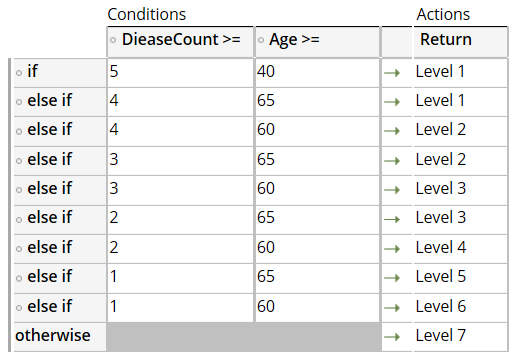 Conditions Actions
DieaseCount >= Age >= Return
if 5 40 → Level 1
else if 4 65 → Level 1
else if 4 60 → Level 2
else if 3 65 → Level 2
else if 3 60 → Level 3
else if 2 65 → Level 3
else if 2 60 → Level 4
else if 1 65 → Level 5
else if 1 60 → Level 6
otherwise → Level 7